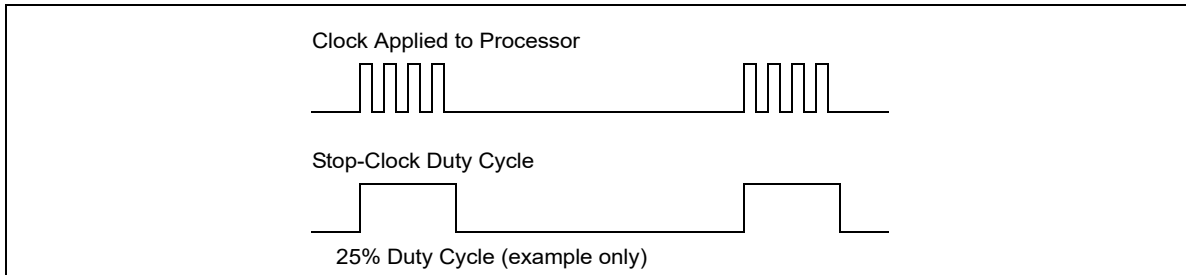 Clock Applied to Processor
Stop-Clock Duty Cycle
25% Duty Cycle (example only)